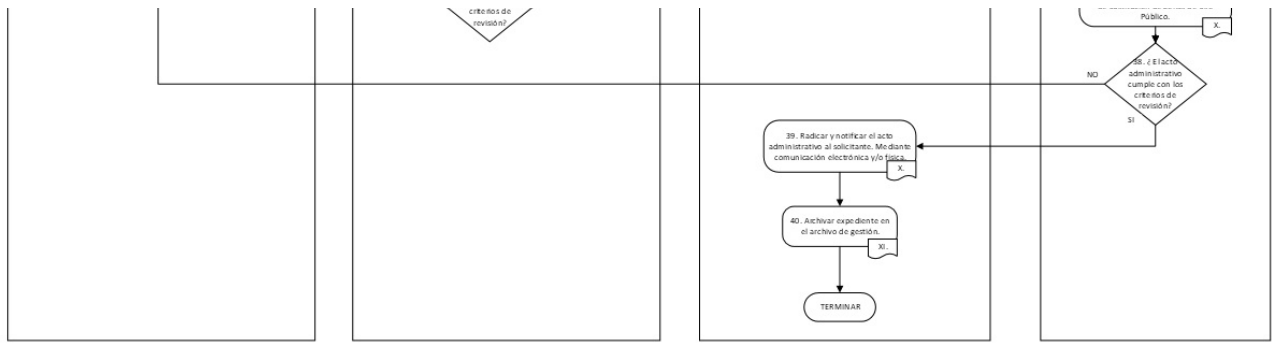 criterios de
revisión?
Público.
X.
38. ¿ El acto
administrativo
cumple con los
criterios de
revisión?
NO
SI
39. Radicar y notificar el acto
administrativo al solicitante. Mediante
comunicación electrónica y/o física.
X.
40. Archivar expediente en
el archivo de gestión.
XI.
TERMINAR